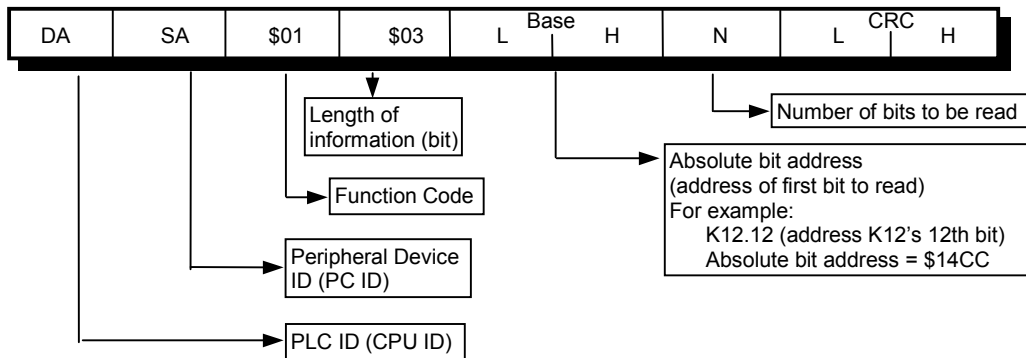 Base CRC
DA SA $01 $03 L H N L H
Length of
information (bit)
Number of bits to be read
Absolute bit address
(address of first bit to read)
For example:
K12.12 (address K12's 12th bit)
Absolute bit address = $14CC
Function Code
Peripheral Device
ID (PC ID)
PLC ID (CPU ID)